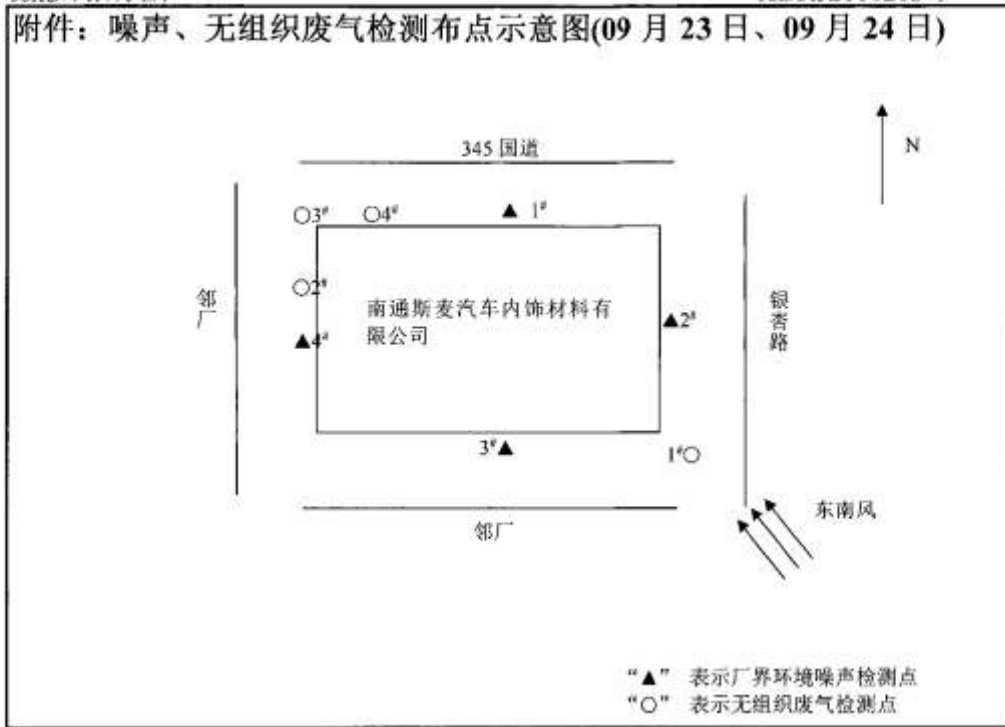 附件：噪声、无组织废气检测布点示意图(09 月 23 日、09 月 24 日)
345 国道
N
○3# ○4# ▲ 1#
邻厂
○2#
南通斯麦汽车内饰材料有
限公司
▲2#
银杏路
▲4#
3#▲
1#○
东南风
邻厂
“▲” 表示厂界环境噪声检测点
“○” 表示无组织废气检测点